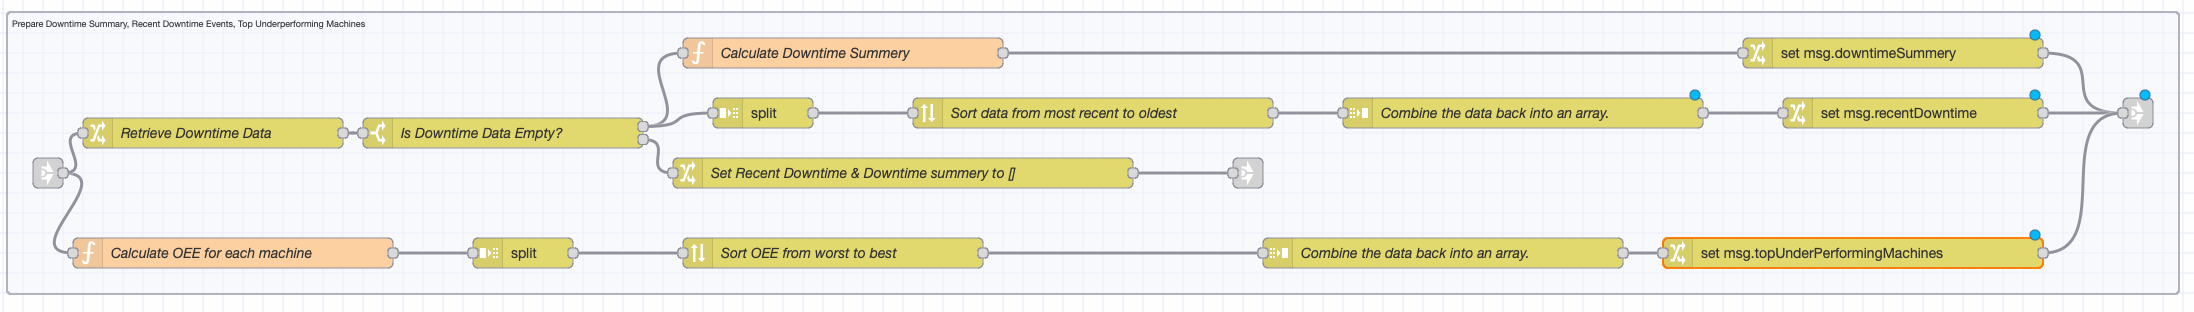 Prepare Downtime Summary, Recent Downtime Events, Top Underperforming Machines
Calculate Downtime Summery
set msg.downtimeSummery
split
Sort data from most recent to oldest
Combine the data back into an array.
set msg.recentDowntime
Retrieve Downtime Data
Is Downtime Data Empty?
Set Recent Downtime & Downtime summery to []
Calculate OEE for each machine
split
Sort OEE from worst to best
Combine the data back into an array.
set msg.topUnderPerformingMachines